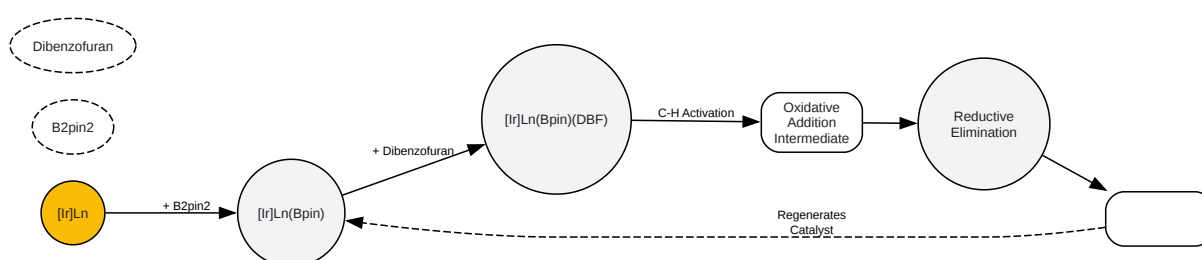 Dibenzofuran
B2pin2
[Ir]Ln
+ B2pin2
[Ir]Ln(Bpin)
+ Dibenzofuran
[Ir]Ln(Bpin)(DBF)
C-H Activation
Oxidative
Addition
Intermediate
Reductive
Elimination
Regenerates
Catalyst